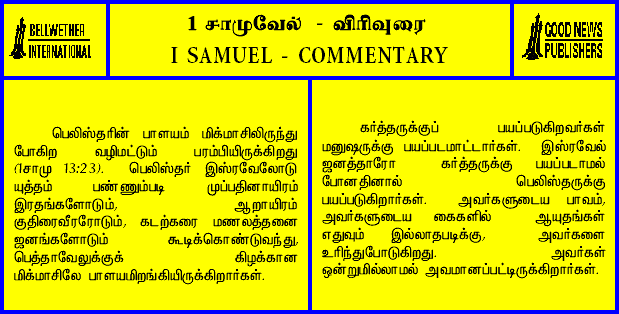 BELLWETHER
INTERNATIONAL
1 சாமுவேல் - விரிவுரை
I SAMUEL - COMMENTARY
GOOD NEWS
PUBLISHERS
பெலிஸ்தரின் பாளயம் மிக்மாசிலிருந்து
போகிற வழிமட்டும் பரம்பியிருக்கிறது
(1சாமு 13:23). பெலிஸ்தர் இஸ்ரவேலோடு
யுத்தம் பண்ணும்படி முப்பதினாயிரம்
இரதங்களோடும், ஆறாயிரம்
குதிரைவீரரோடும், கடற்கரை மணலத்தனை
ஜனங்களோடும் கூடிக்கொண்டுவந்து,
பெத்தாவேலுக்குக் கிழக்கான
மிக்மாசிலே பாளயமிறங்கியிருக்கிறார்கள்.
கர்த்தருக்குப் பயப்படுகிறவர்கள்
மனுஷருக்கு பயப்படமாட்டார்கள். இஸ்ரவேல்
ஜனத்தாரோ கர்த்தருக்கு பயப்படாமல்
போனதினால் பெலிஸ்தருக்கு
பயப்படுகிறார்கள். அவர்களுடைய பாவம்,
அவர்களுடைய கைகளில் ஆயுதங்கள்
எதுவும் இல்லாதபடிக்கு, அவர்களை
உரிந்துபோடுகிறது. அவர்கள்
ஒன்றுமில்லாமல் அவமானப்பட்டிருக்கிறார்கள்.